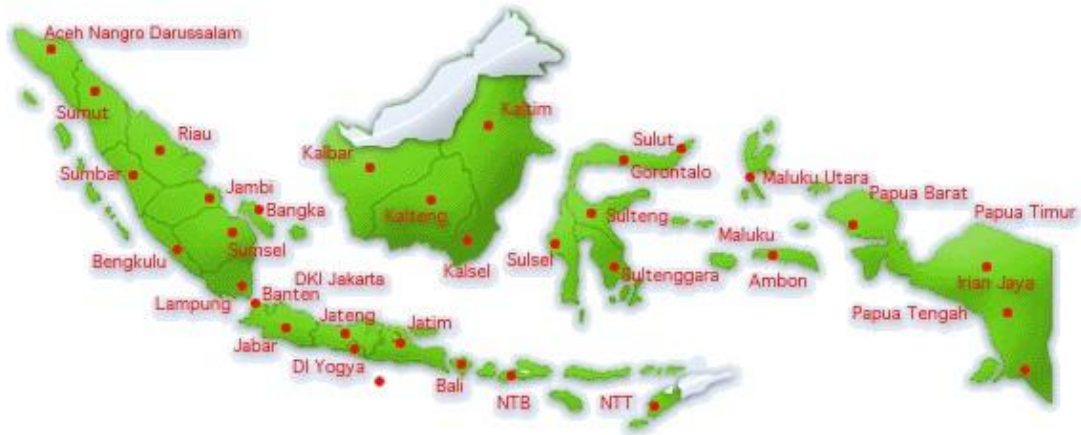 Aceh Nangro Darussalam
Sumut
Riau
Sumbar
Jambi
Bangka
Sumsel
Bengkulu
Lampung
DKI Jakarta
Banten
Jabar
Jateng
DI Yogya
Jatim
Bali
NTB
NTT
Kalbar
Kaltim
Kalteng
Kalsel
Sulut
Gorontalo
Sulteng
Sulsel
Sultenggara
Maluku Utara
Maluku
Ambon
Papua Barat
Papua Timur
Irian Jaya
Papua Tengah